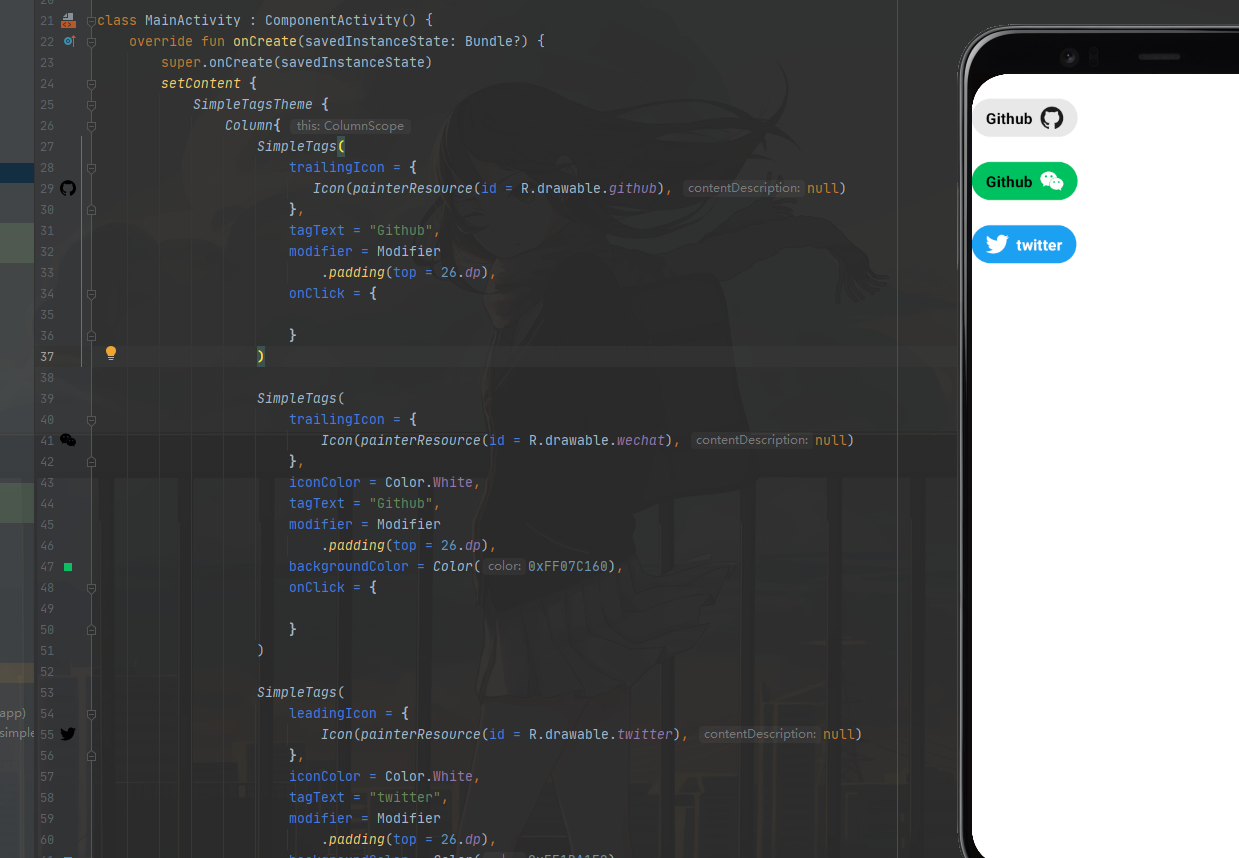 20
21 class MainActivity : ComponentActivity() {
22 override fun onCreate(savedInstanceState: Bundle?) {
23 super.onCreate(savedInstanceState)
24 setContent {
25 SimpleTagsTheme {
26 Column{ this: ColumnScope
27 SimpleTags(
28 trailingIcon = {
29 Icon(painterResource(id = R.drawable.github), contentDescription: null)
30 },
31 tagText = "Github",
32 modifier = Modifier
33 .padding(top = 26.dp),
34 onClick = {
35
36 }
37 )
38
39 SimpleTags(
40 trailingIcon = {
41 Icon(painterResource(id = R.drawable.wechat), contentDescription: null)
42 },
43 iconColor = Color.White,
44 tagText = "Github",
45 modifier = Modifier
46 .padding(top = 26.dp),
47 backgroundColor = Color( color: 0xFF07C160),
48 onClick = {
49
50 }
51 )
52
53 SimpleTags(
54 leadingIcon = {
55 Icon(painterResource(id = R.drawable.twitter), contentDescription: null)
56 },
57 iconColor = Color.White,
58 tagText = "twitter",
59 modifier = Modifier
60 .padding(top = 26.dp),
app)
simple
Github
Github
twitter